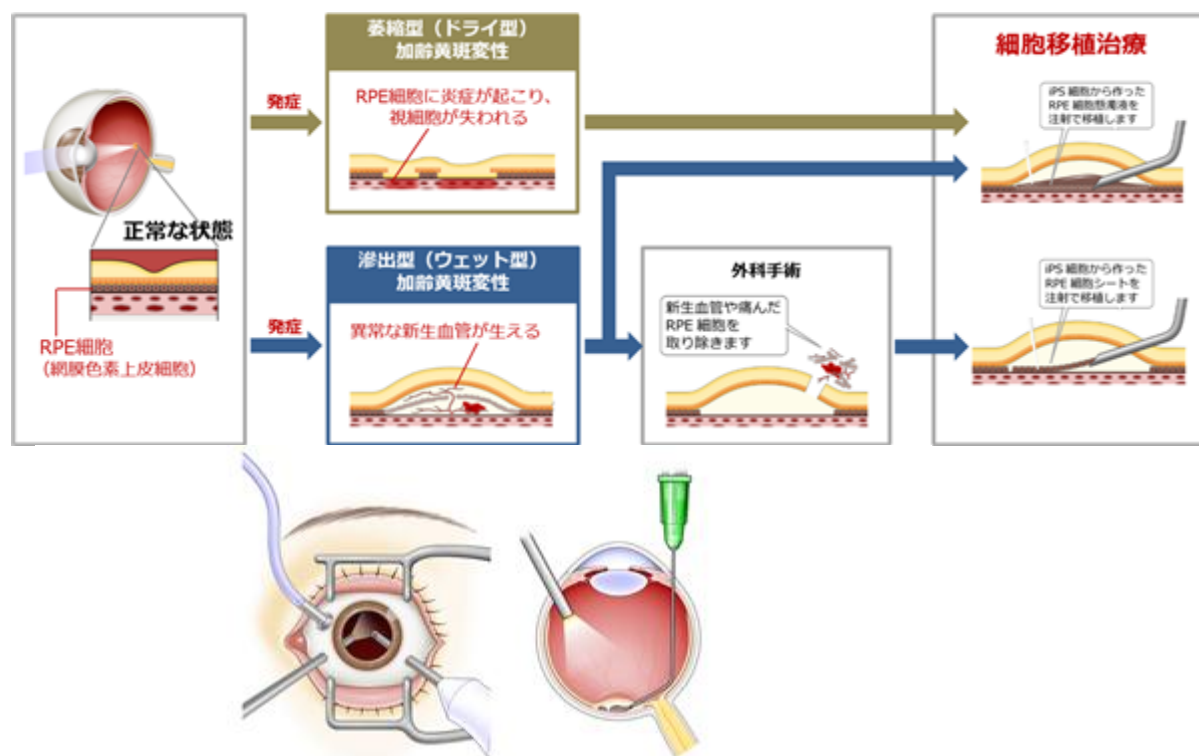 正常な状態
RPE細胞
(網膜色素上皮細胞)
発症
萎縮型(ドライ型)
加齢黄斑変性
RPE細胞に炎症が起こり、
視細胞が失われる
発症
滲出型(ウェット型)
加齢黄斑変性
異常な新生血管が生える
外科手術
新生血管や痛んだ
RPE 細胞を
取り除きます
細胞移植治療
iPS 細胞から作った
RPE 細胞懸濁液を
注射で移植します
iPS 細胞から作った
RPE 細胞シートを
注射で移植します